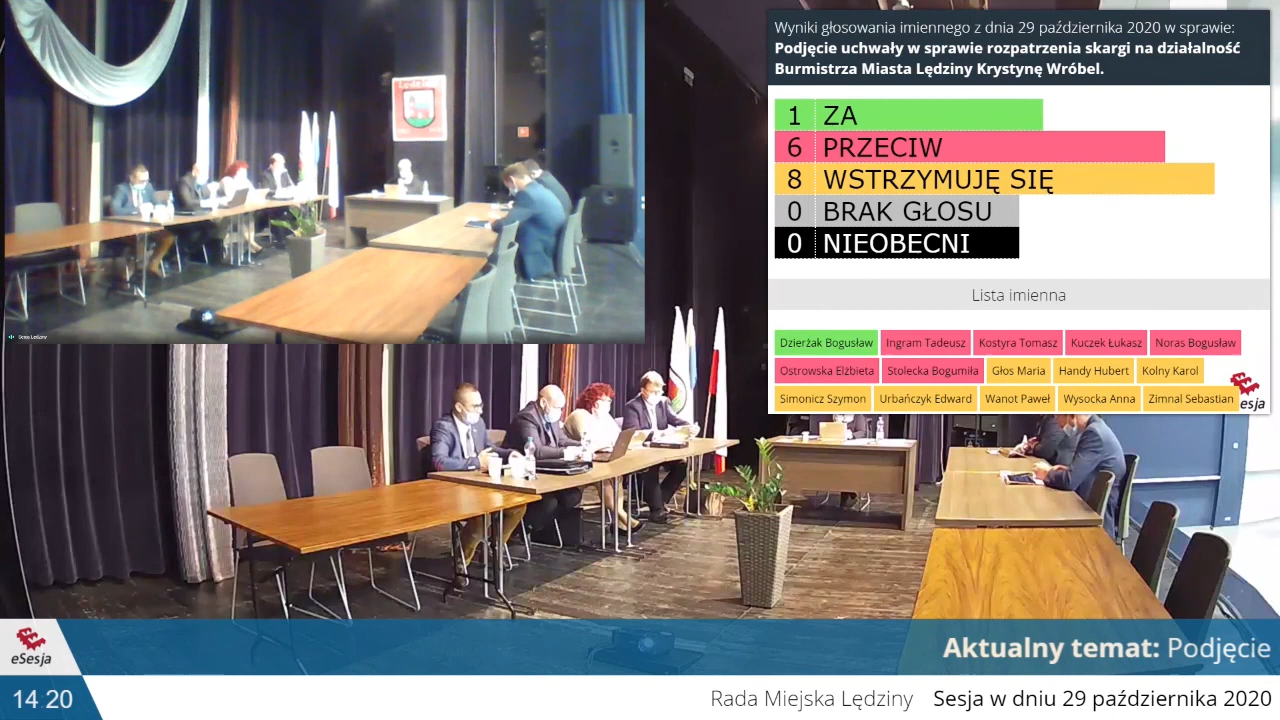 Wyniki głosowania imiennego z dnia 29 października 2020 w sprawie:
Podjęcie uchwały w sprawie rozpatrzenia skargi na działalność
Burmistrza Miasta Lędziny Krystynę Wróbel.
1 ZA
6 PRZECIW
8 WSTRZYMUJĘ SIĘ
0 BRAK GŁOSU
0 NIEOBECNI
Lista imienna
Dzierżak Bogusław Ingram Tadeusz Kostyra Tomasz Kuczek Łukasz Noras Bogusław
Ostrowska Elżbieta Stolecka Bogumiła Głos Maria Handy Hubert Kolny Karol
Simonicz Szymon Urbańczyk Edward Wanot Paweł Wysocka Anna Zimnal Sebastian
esja
Lędziny
Aktualny temat: Podjęcie
eSesja
14 20
Rada Miejska Lędziny Sesja w dniu 29 października 2020